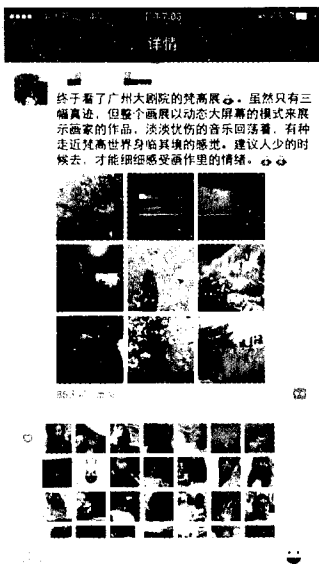 详情
终于看了广州大剧院的梵高展。虽然只有三
幅真迹，但整个画展以动态大屏幕的模式来展
示画家的作品，淡淡忧伤的音乐回荡着，有种
走近梵高世界身临其境的感觉。建议人少的时
候去，才能细细感受画作里的情绪。